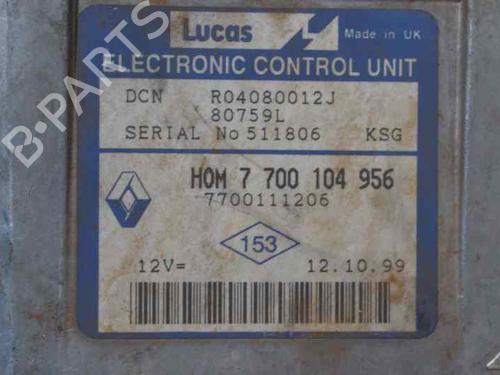 Lucas Made in UK
ELECTRONIC CONTROL UNIT
DCN R04080012J
80759L
SERIAL No 511806 KSG
HOM 7 700 104 956
7700111206
153
12V= 12.10.99